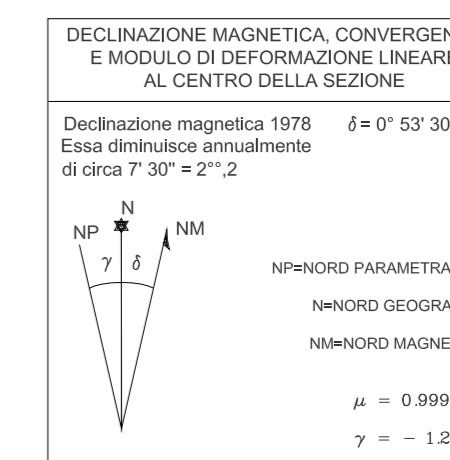 DECLINAZIONE MAGNETICA, CONVERGEN
E MODULO DI DEFORMAZIONE LINEARE
AL CENTRO DELLA SEZIONE
Declinazione magnetica 1978 δ = 0° 53' 30
Essa diminuisce annualmente
di circa 7' 30" = 2°°,2
N
NP NM
γ δ
NP=NORD PARAMETRA
N=NORD GEOGRA
NM=NORD MAGNE
μ = 0.999
γ = - 1.2